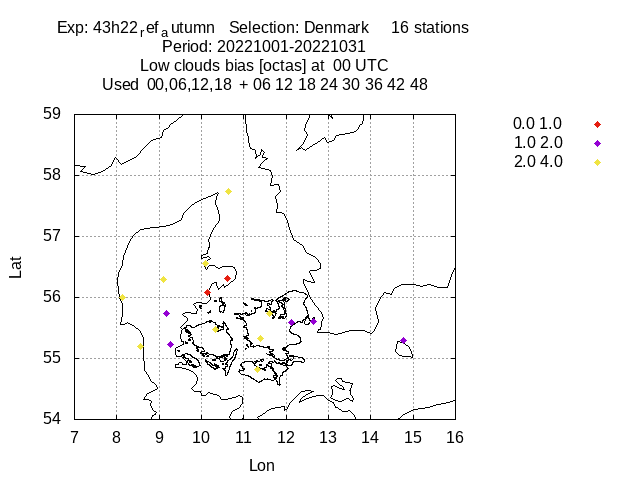 Exp: 43h22refautumn Selection: Denmark 16 stations
Period: 20221001-20221031
Low clouds bias [octas] at 00 UTC
Used 00,06,12,18 + 06 12 18 24 30 36 42 48
0.0 1.0
1.0 2.0
2.0 4.0
59
58
57
56
55
54
Lat
7 8 9 10 11 12 13 14 15 16
Lon